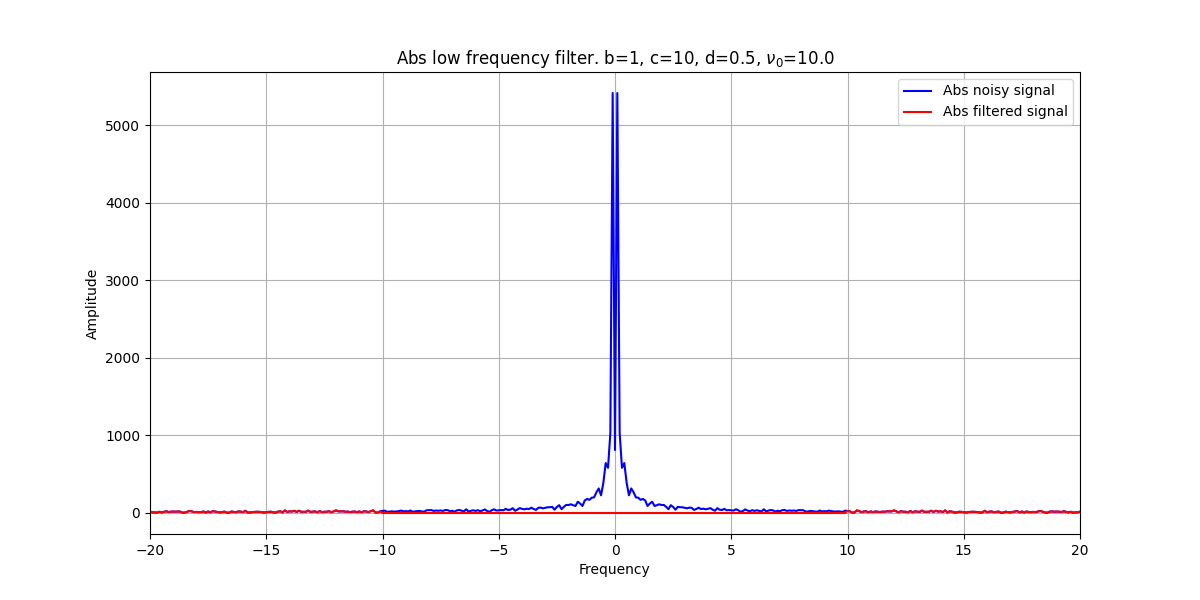 Abs low frequency filter. b=1, c=10, d=0.5, ν₀=10.0
Abs noisy signal
Abs filtered signal
Amplitude
5000
4000
3000
2000
1000
0
−20 −15 −10 −5 0 5 10 15 20
Frequency